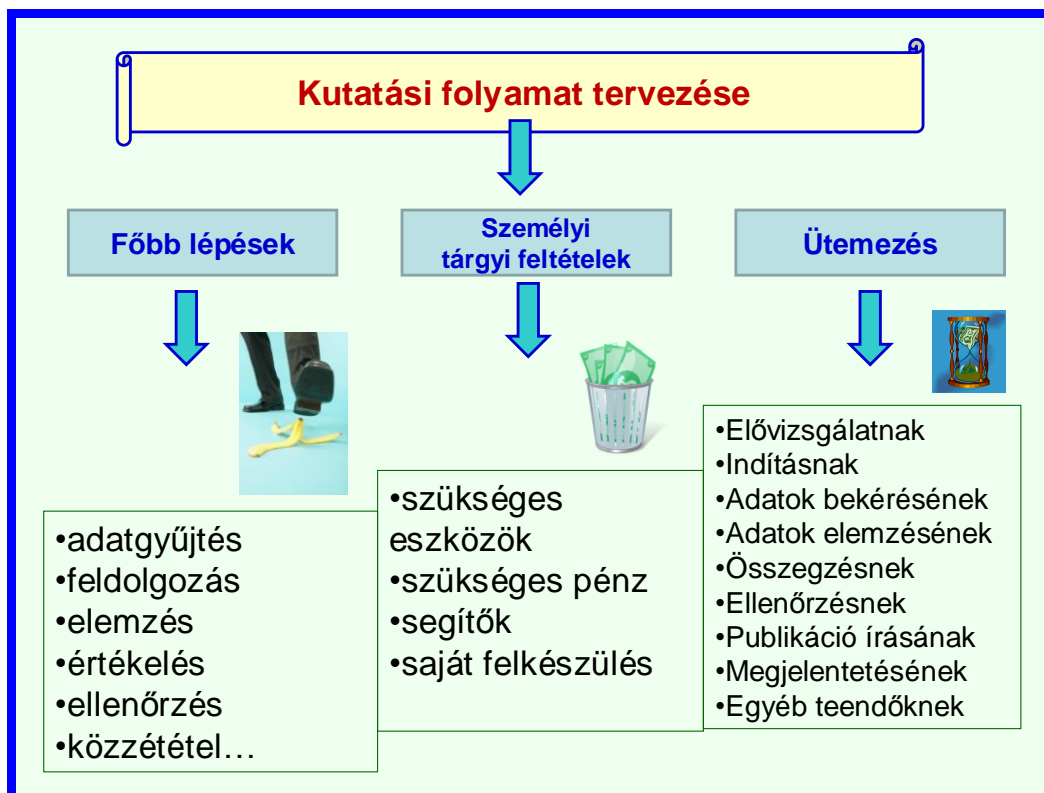 Kutatási folyamat tervezése
Főbb lépések
•adatgyűjtés
•feldolgozás
•elemzés
•értékelés
•ellenőrzés
•közzététel…
Személyi
tárgyi feltételek
•szükséges
eszközök
•szükséges pénz
•segítők
•saját felkészülés
Ütemezés
•Elővizsgálatnak
•Indításnak
•Adatok bekérésének
•Adatok elemzésének
•Összegzésnek
•Ellenőrzésnek
•Publikáció írásának
•Megjelentetésének
•Egyéb teendőknek